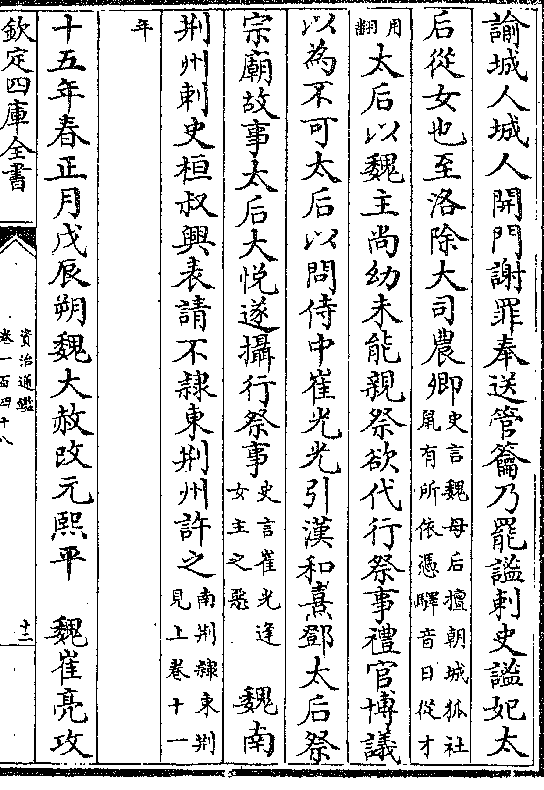 諭城人城人開門謝罪奉送管籥乃罷謐刺史謐妃太
后從女也至洛除大司農卿史言魏母后擅朝城狐社
鼠有所依憑驛音日從才
用翻太后以魏主尚幼未能親祭欲代行祭事禮官博議
以為不可太后以問侍中崔光光引漢和熹鄧太后祭
宗廟故事太后大悅遂攝行祭事史言崔光逢
女主之惡 魏南
荆州刺史桓叔興表請不隸東荆州許之南荆隸東荆
見上卷十一
年
十五年春正月戊辰朔魏大赦改元熙平 魏崔亮攻
欽定四庫全書
資治通鑑
卷一百四十八
十二